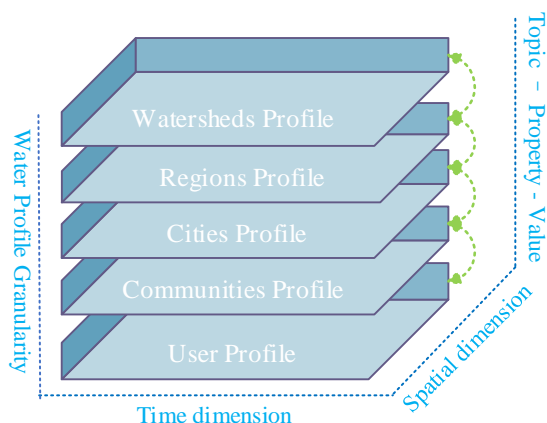 Watersheds Profile
Regions Profile
Cities Profile
Communities Profile
User Profile
Water Profile Granularity
Time dimension
Spatial dimension
Topic – Property - Value